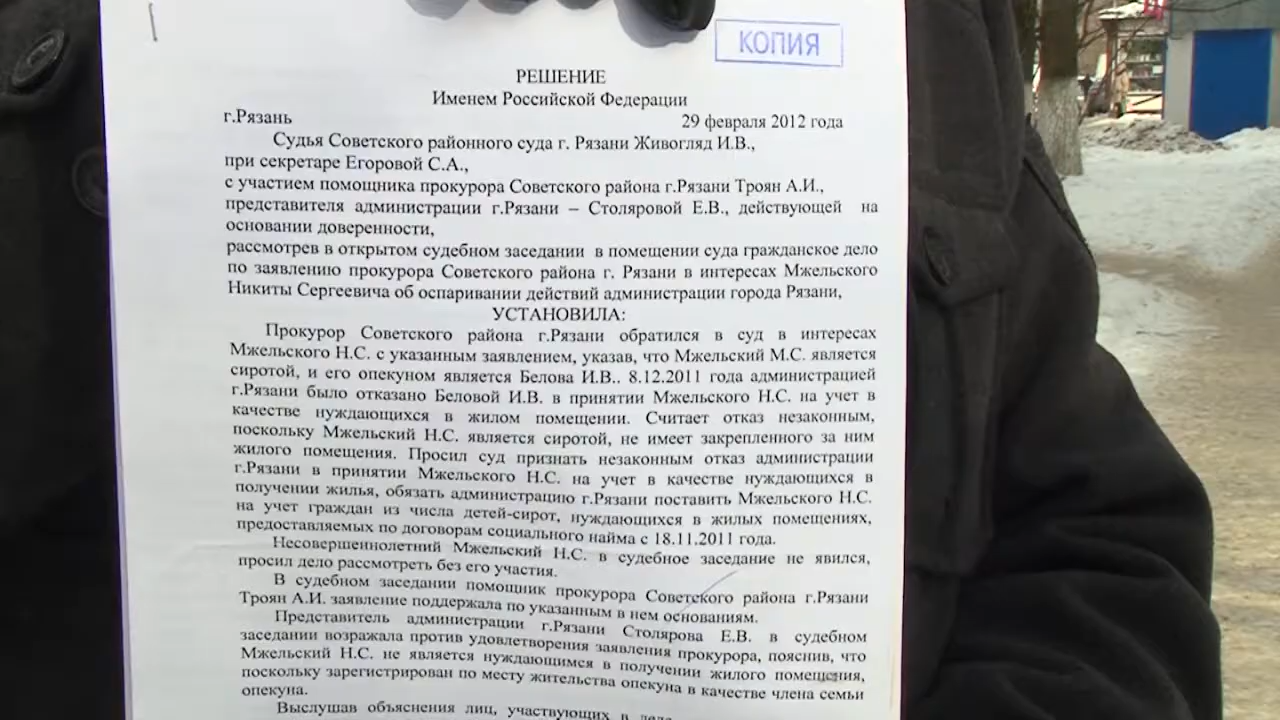 КОПИЯ
РЕШЕНИЕ
Именем Российской Федерации
г.Рязань 29 февраля 2012 года
Судья Советского районного суда г. Рязани Живогляд И.В.,
при секретаре Егоровой С.А.,
с участием помощника прокурора Советского района г.Рязани Троян А.И.,
представителя администрации г.Рязани – Столяровой Е.В., действующей на
основании доверенности,
рассмотрев в открытом судебном заседании в помещении суда гражданское дело
по заявлению прокурора Советского района г. Рязани в интересах Мжельского
Никиты Сергеевича об оспаривании действий администрации города Рязани,
УСТАНОВИЛА:
Прокурор Советского района г.Рязани обратился в суд в интересах
Мжельского Н.С. с указанным заявлением, указав, что Мжельский М.С. является
сиротой, и его опекуном является Белова И.В.. 8.12.2011 года администрацией
г.Рязани было отказано Беловой И.В. в принятии Мжельского Н.С. на учет в
качестве нуждающихся в жилом помещении. Считает отказ незаконным,
поскольку Мжельский Н.С. является сиротой, не имеет закрепленного за ним
жилого помещения. Просил суд признать незаконным отказ администрации
г.Рязани в принятии Мжельского Н.С. на учет в качестве нуждающихся в
получении жилья, обязать администрацию г.Рязани поставить Мжельского Н.С.
на учет граждан из числа детей-сирот, нуждающихся в жилых помещениях,
предоставляемых по договорам социального найма с 18.11.2011 года.
Несовершеннолетний Мжельский Н.С. в судебное заседание не явился,
просил дело рассмотреть без его участия.
В судебном заседании помощник прокурора Советского района г.Рязани
Троян А.И. заявление поддержала по указанным в нем основаниям.
Представитель администрации г.Рязани Столярова Е.В. в судебном
заседании возражала против удовлетворения заявления прокурора, пояснив, что
Мжельский Н.С. не является нуждающимся в получении жилого помещения,
поскольку зарегистрирован по месту жительства опекуна в качестве члена семьи
опекуна.
Выслушав объяснения лиц, участвующих в деле